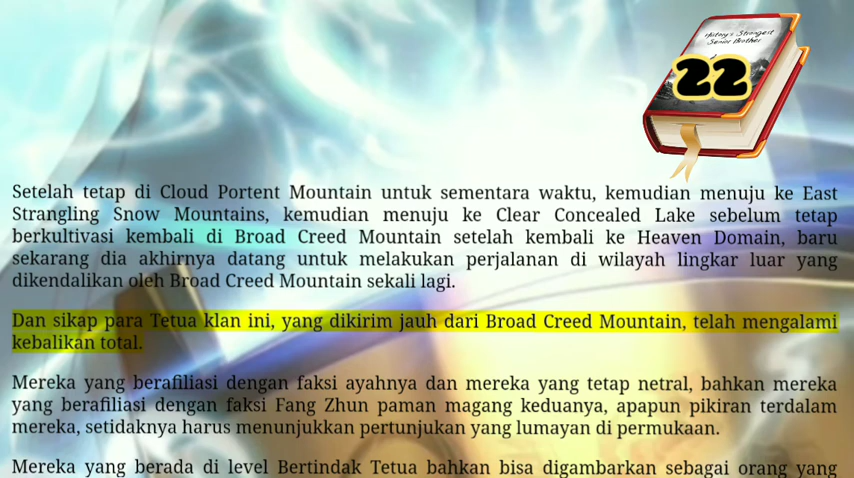 History's Strangest
Senior Brother
22
Setelah tetap di Cloud Portent Mountain untuk sementara waktu, kemudian menuju ke East
Strangling Snow Mountains, kemudian menuju ke Clear Concealed Lake sebelum tetap
berkultivasi kembali di Broad Creed Mountain setelah kembali ke Heaven Domain, baru
sekarang dia akhirnya datang untuk melakukan perjalanan di wilayah lingkar luar yang
dikendalikan oleh Broad Creed Mountain sekali lagi.
Dan sikap para Tetua klan ini, yang dikirim jauh dari Broad Creed Mountain, telah mengalami
kebalikan total.
Mereka yang berafiliasi dengan faksi ayahnya dan mereka yang tetap netral, bahkan mereka
yang berafiliasi dengan faksi Fang Zhun paman magang keduanya, apapun pikiran terdalam
mereka, setidaknya harus menunjukkan pertunjukan yang lumayan di permukaan.
Mereka yang berada di level Bertindak Tetua bahkan bisa digambarkan sebagai orang yang